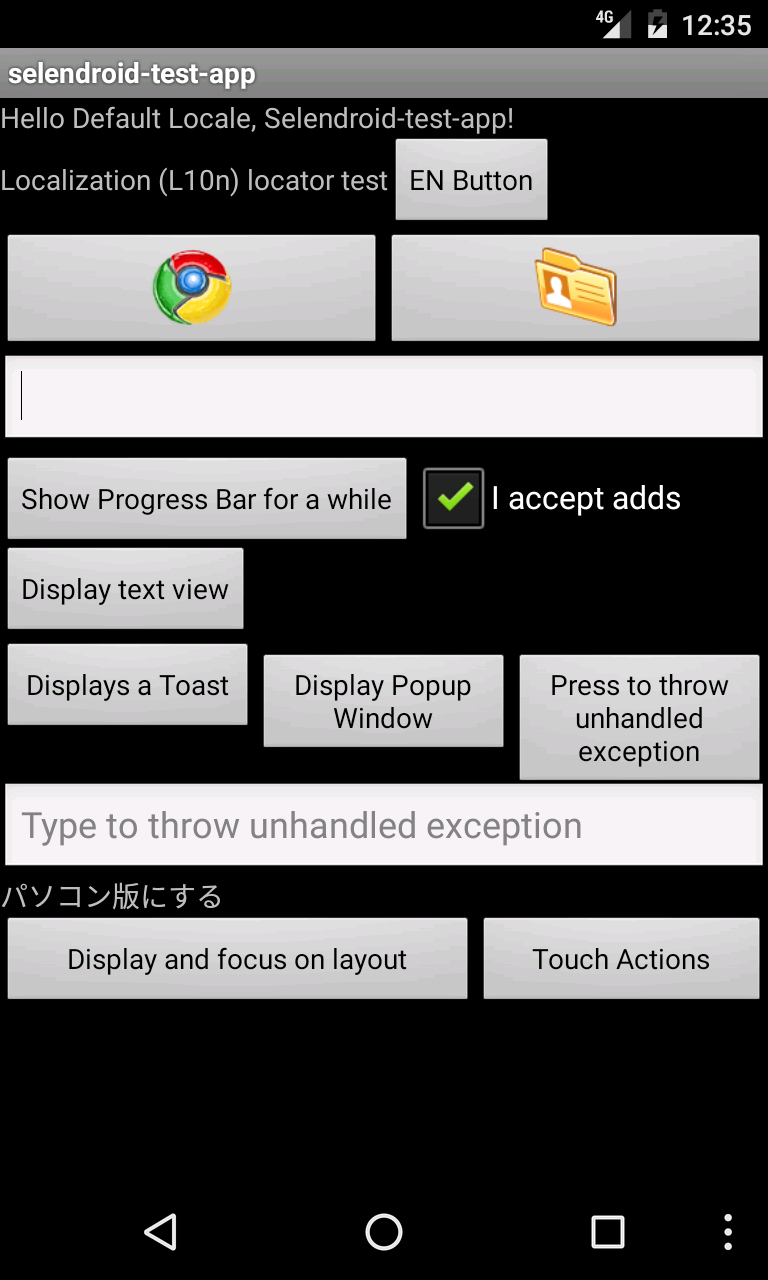 4G 12:35
selendroid-test-app
Hello Default Locale, Selendroid-test-app!
Localization (L10n) locator test EN Button
Show Progress Bar for a while I accept adds
Display text view
Displays a Toast
Display Popup
Window
Press to throw
unhandled
exception
Type to throw unhandled exception
パソコン版にする
Display and focus on layout Touch Actions